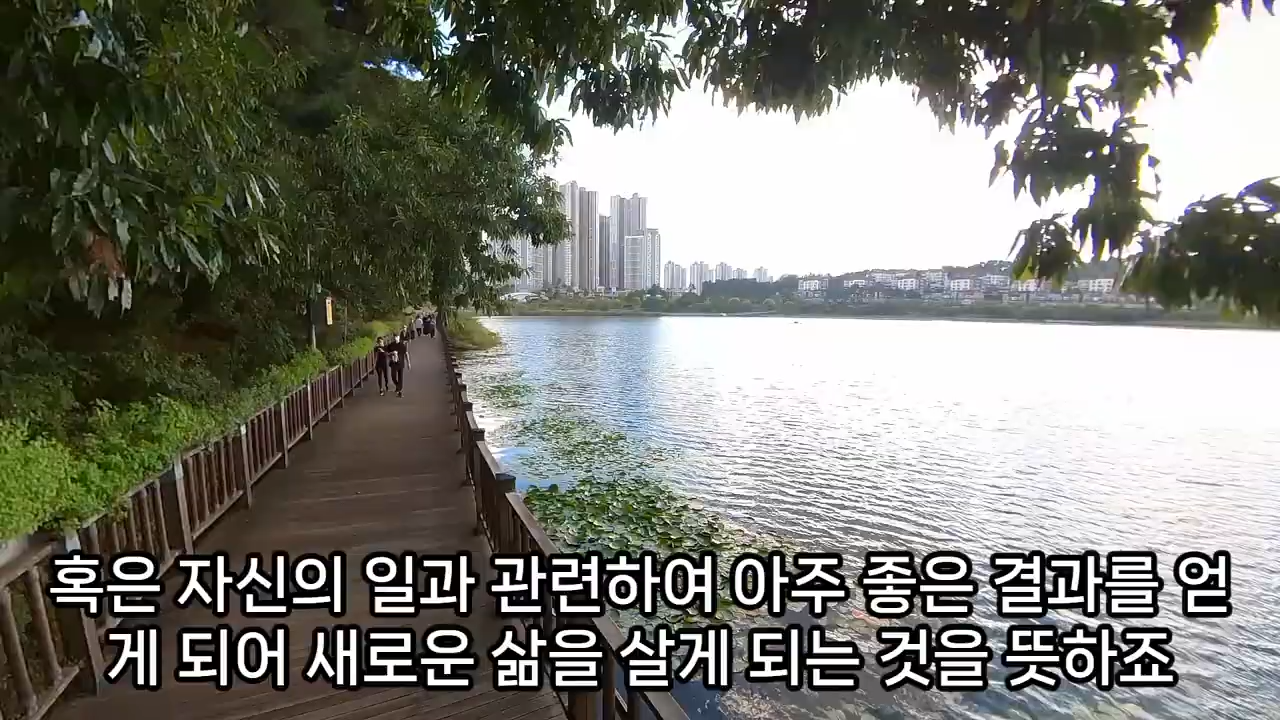 혹은 자신의 일과 관련하여 아주 좋은 결과를 얻
게 되어 새로운 삶을 살게 되는 것을 뜻하죠